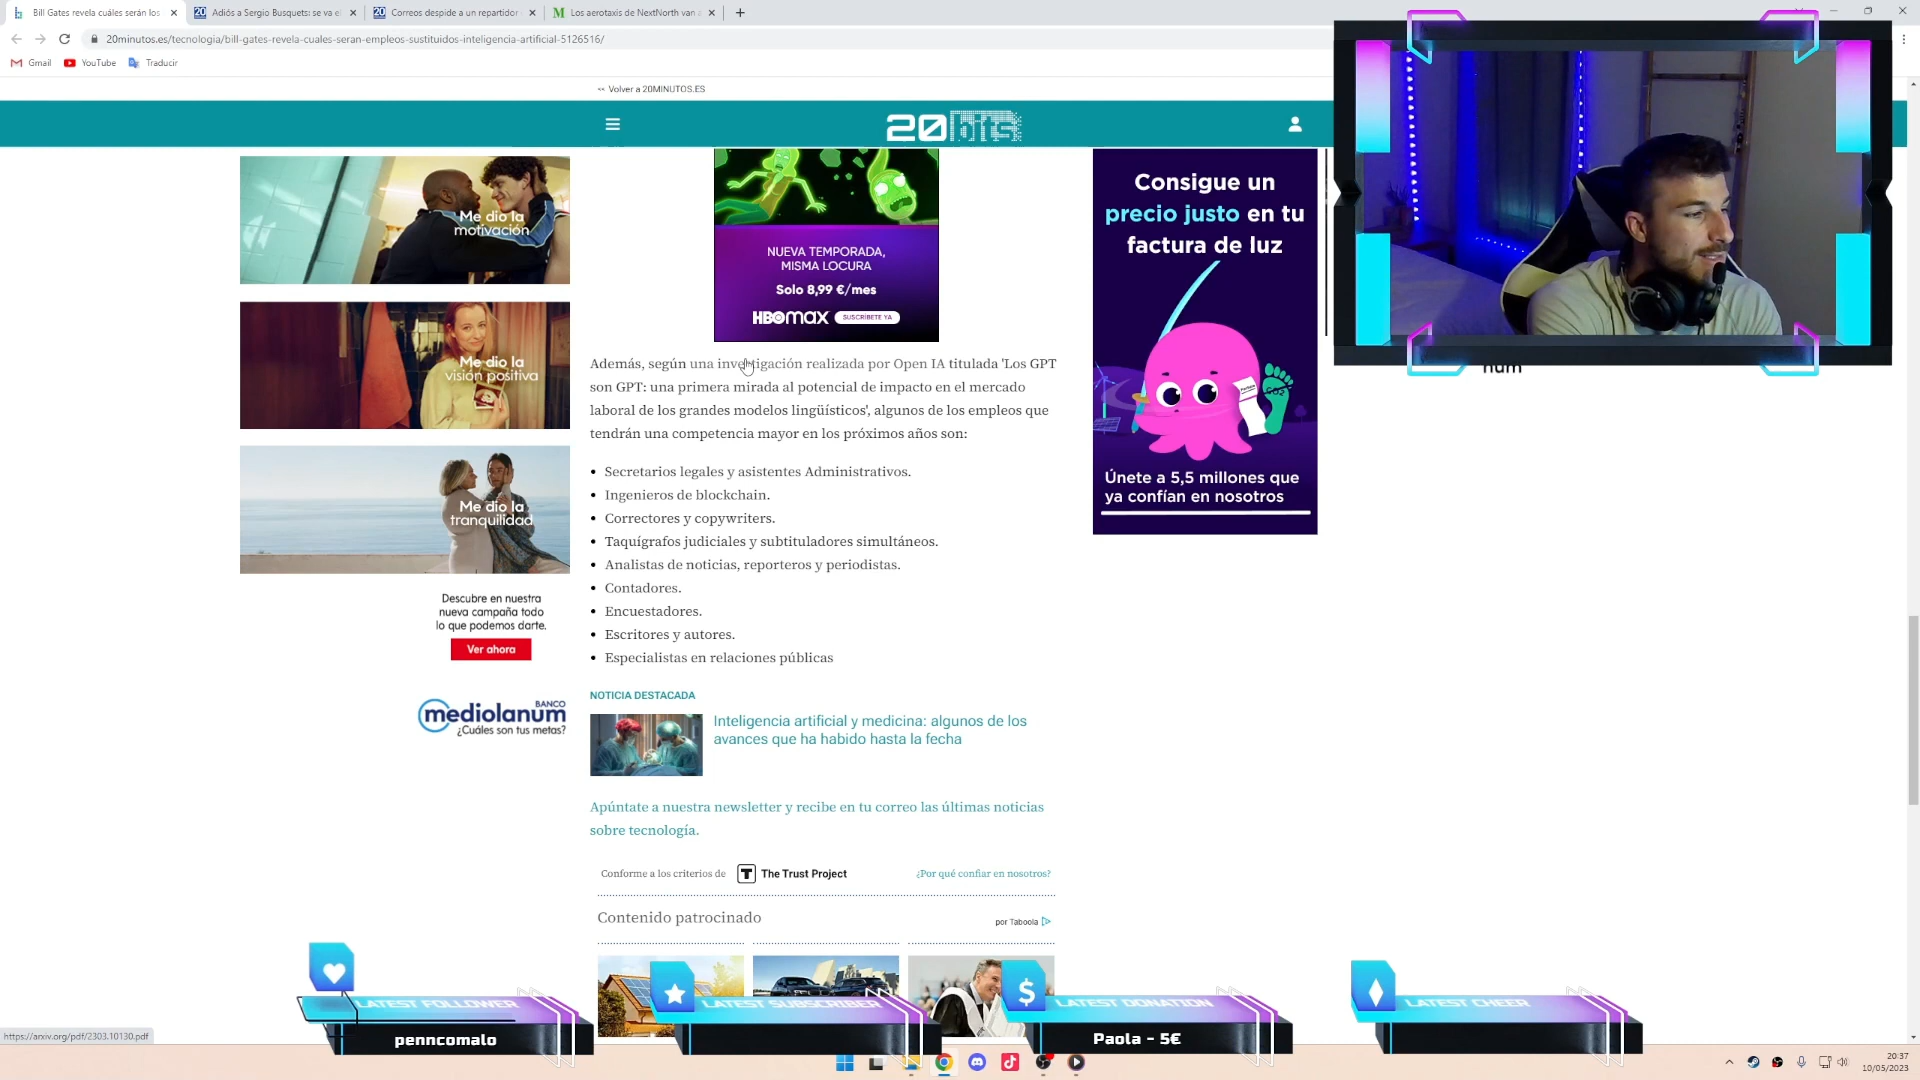 Bill Gates revela cuáles serán los
Adiós a Sergio Busquets: se va el
Correos despide a un repartidor
Los aerotaxis de NextNorth van a
20minutos.es/tecnologia/bill-gates-revela-cuales-seran-empleos-sustituidos-inteligencia-artificial-5126516/
Gmail
YouTube
Traducir
<< Volver a 20MINUTOS.ES
20bits
Me dio la
motivación
Me dio la
visión positiva
Me dio la
tranquilidad
Descubre en nuestra
nueva campaña todo
lo que podemos darte.
Ver ahora
BANCO
mediolanum
¿Cuáles son tus metas?
NUEVA TEMPORADA,
MISMA LOCURA
Solo 8,99 €/mes
HBOmax SUSCRÍBETE YA
Además, según una investigación realizada por Open IA titulada 'Los GPT
son GPT: una primera mirada al potencial de impacto en el mercado
laboral de los grandes modelos lingüísticos', algunos de los empleos que
tendrán una competencia mayor en los próximos años son:
Secretarios legales y asistentes Administrativos.
Ingenieros de blockchain.
Correctores y copywriters.
Taquígrafos judiciales y subtituladores simultáneos.
Analistas de noticias, reporteros y periodistas.
Contadores.
Encuestadores.
Escritores y autores.
Especialistas en relaciones públicas
NOTICIA DESTACADA
Inteligencia artificial y medicina: algunos de los
avances que ha habido hasta la fecha
Apúntate a nuestra newsletter y recibe en tu correo las últimas noticias
sobre tecnología.
Conforme a los criterios de
T The Trust Project
¿Por qué confiar en nosotros?
Contenido patrocinado
por Taboola
Consigue un
precio justo en tu
factura de luz
CO2
Únete a 5,5 millones que
ya confían en nosotros
LATEST FOLLOWER
penncomalo
LATEST SUBSCRIBER
LATEST DONATION
Paola - 5€
LATEST CHEER
https://arxiv.org/pdf/2303.10130.pdf
20:37
10/05/2023